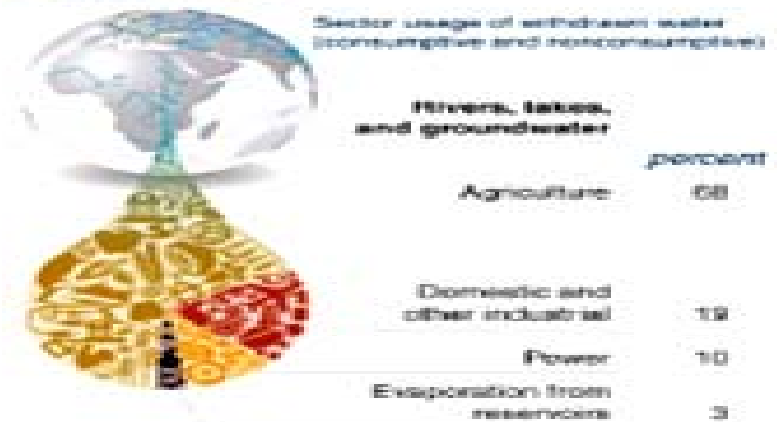 Sector usage of withdrawn water
(consumptive and nonconsumptive)
Rivers, lakes,
and groundwater
percent
Agriculture 68
Domestic and
other industrial 19
Power 10
Evaporation from
reservoirs 3